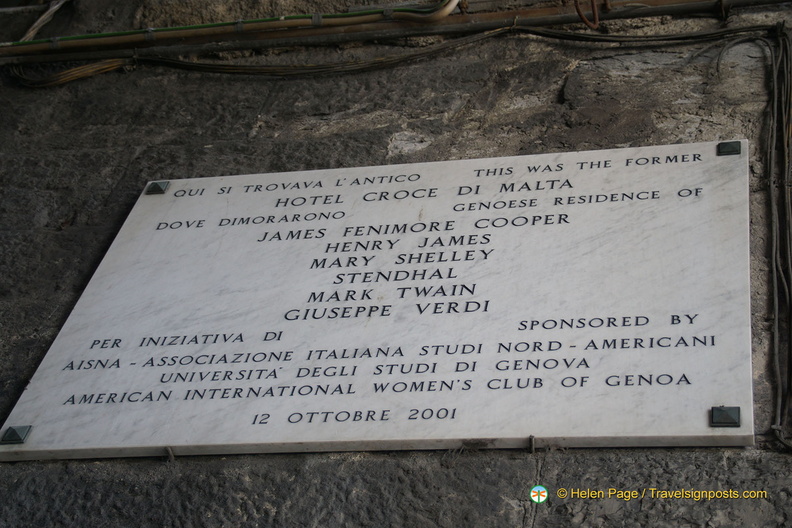 QUI SI TROVAVA L'ANTICO THIS WAS THE FORMER
HOTEL CROCE DI MALTA
DOVE DIMORARONO GENOESE RESIDENCE OF
JAMES FENIMORE COOPER
HENRY JAMES
MARY SHELLEY
STENDHAL
MARK TWAIN
GIUSEPPE VERDI
PER INIZIATIVA DI SPONSORED BY
AISNA - ASSOCIAZIONE ITALIANA STUDI NORD - AMERICANI
UNIVERSITA' DEGLI STUDI DI GENOVA
AMERICAN INTERNATIONAL WOMEN'S CLUB OF GENOA
12 OTTOBRE 2001
©Helen Page / Travelsignposts.com